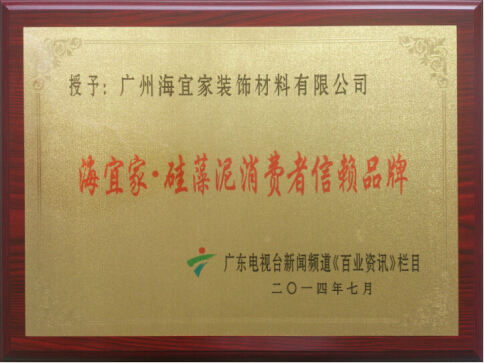 授予：广州海宜家装饰材料有限公司
海宜家·硅藻泥消费者信赖品牌
广东电视台新闻频道《百业资讯》栏目
二〇一四年七月